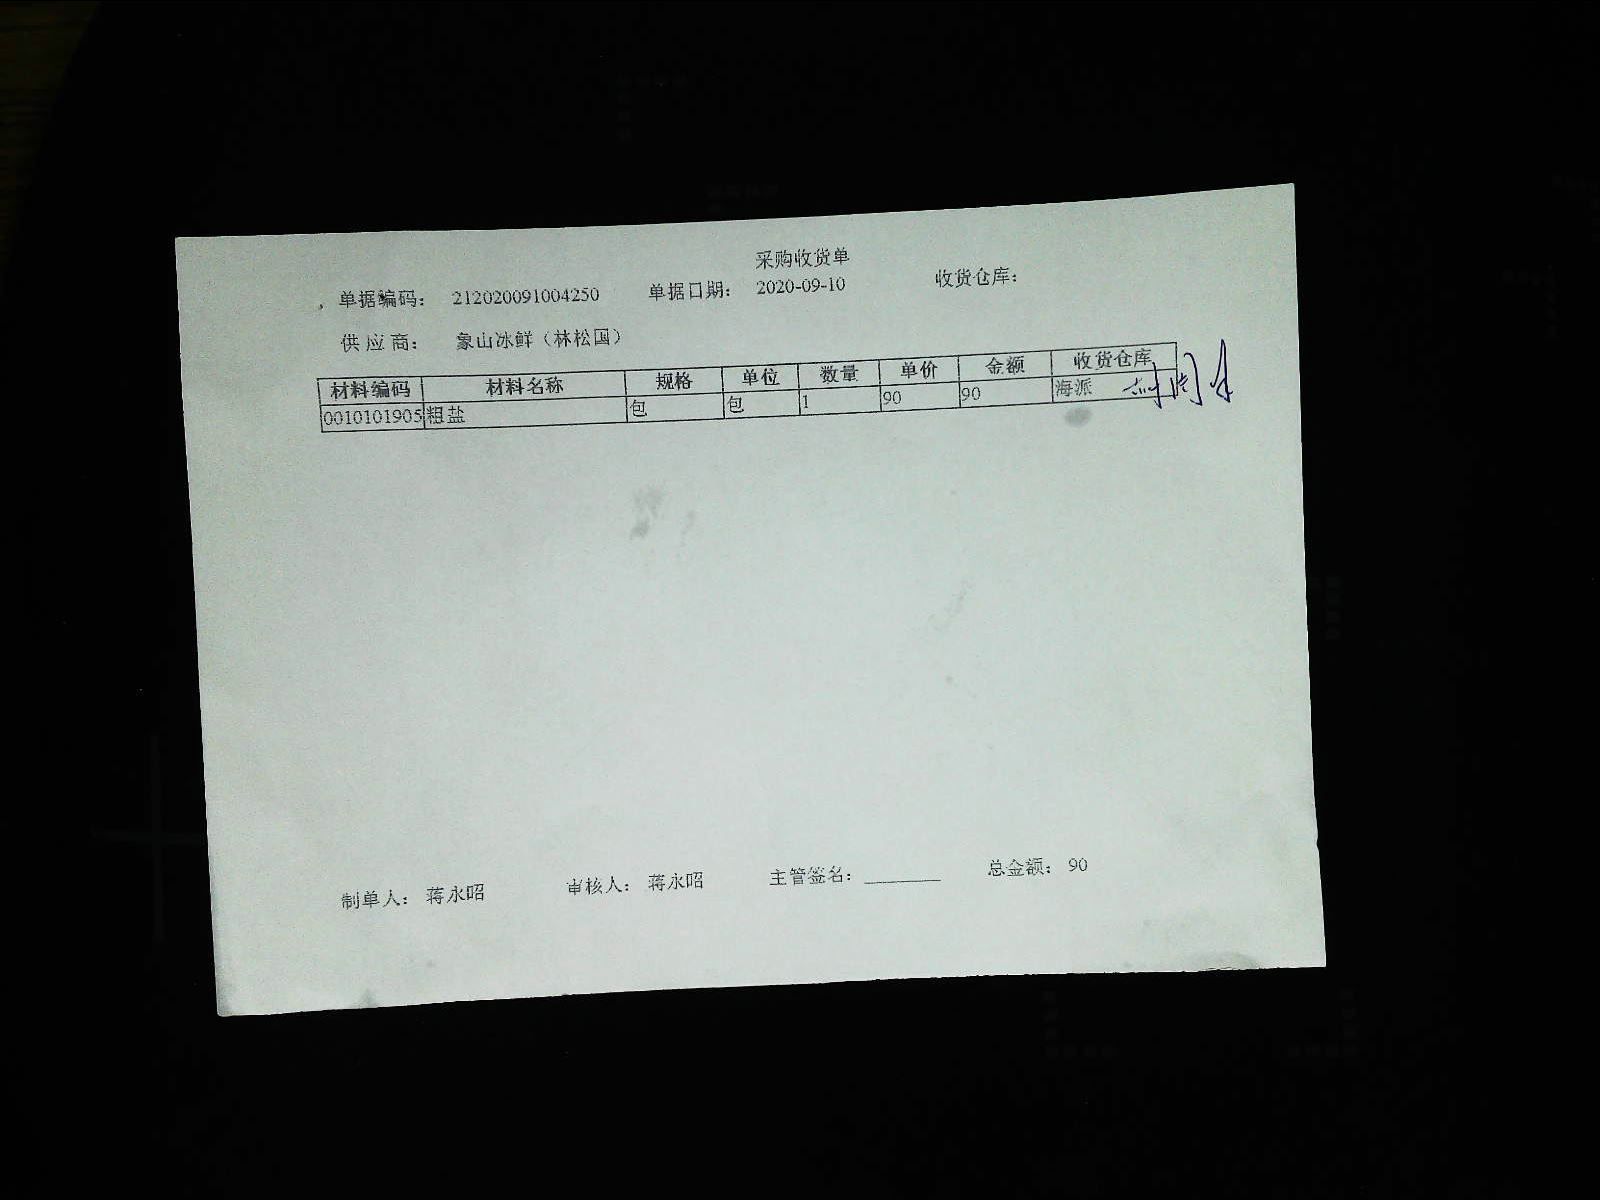 采购收货单
单据编码： 212020091004250 单据日期： 2020-09-10 收货仓库：
供应商： 象山冰鲜（林松国）
材料编码 材料名称 规格 单位 数量 单价 金额 收货仓库
0010101905 粗盐 包 包 1 90 90 海派
制单人： 蒋永昭 审核人： 蒋永昭 主管签名：________ 总金额： 90